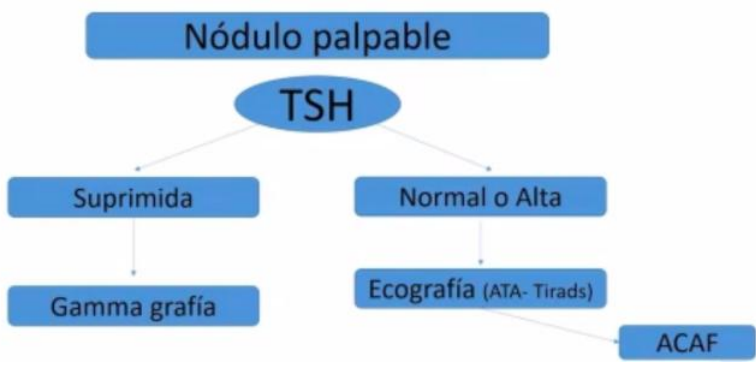 Nódulo palpable
TSH
Suprimida
Normal o Alta
Gamma grafía
Ecografía (ATA- Tirads)
ACAF